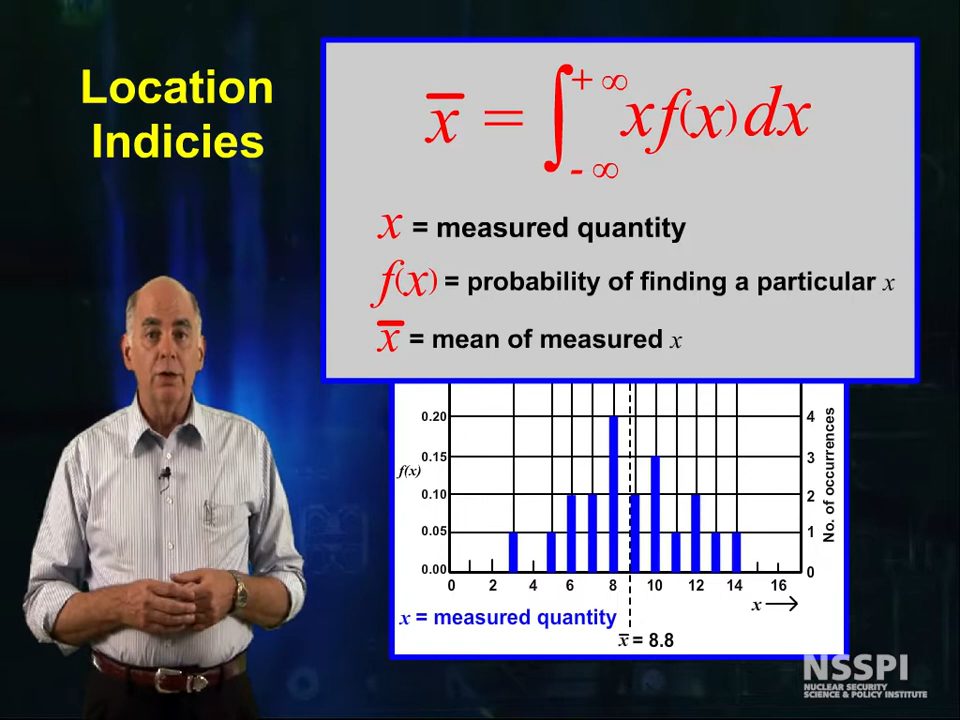 Location
Indicies
x̄ = ∫ + ∞ - ∞ x f(x) dx
x = measured quantity
f(x) = probability of finding a particular x
x̄ = mean of measured x
0.20
0.15
f(x)
0.10
0.05
0.00
4
3
2
1
0
No. of occurrences
0 2 4 6 8 10 12 14 16
x
x = measured quantity
x̄ = 8.8
NSSPI
NUCLEAR SECURITY
SCIENCE & POLICY INSTITUTE